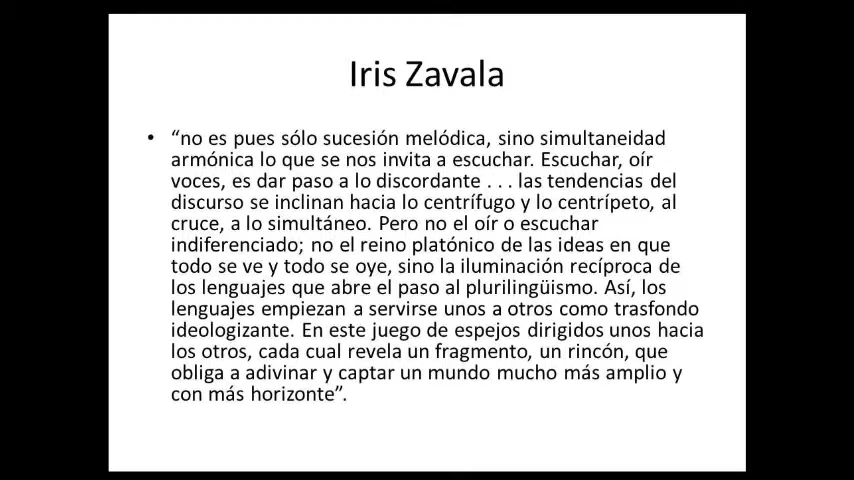 Iris Zavala
• “no es pues sólo sucesión melódica, sino simultaneidad
armónica lo que se nos invita a escuchar. Escuchar, oír
voces, es dar paso a lo discordante . . . las tendencias del
discurso se inclinan hacia lo centrífugo y lo centrípeto, al
cruce, a lo simultáneo. Pero no el oír o escuchar
indiferenciado; no el reino platónico de las ideas en que
todo se ve y todo se oye, sino la iluminación recíproca de
los lenguajes que abre el paso al plurilingüismo. Así, los
lenguajes empiezan a servirse unos a otros como trasfondo
ideologizante. En este juego de espejos dirigidos unos hacia
los otros, cada cual revela un fragmento, un rincón, que
obliga a adivinar y captar un mundo mucho más amplio y
con más horizonte”.